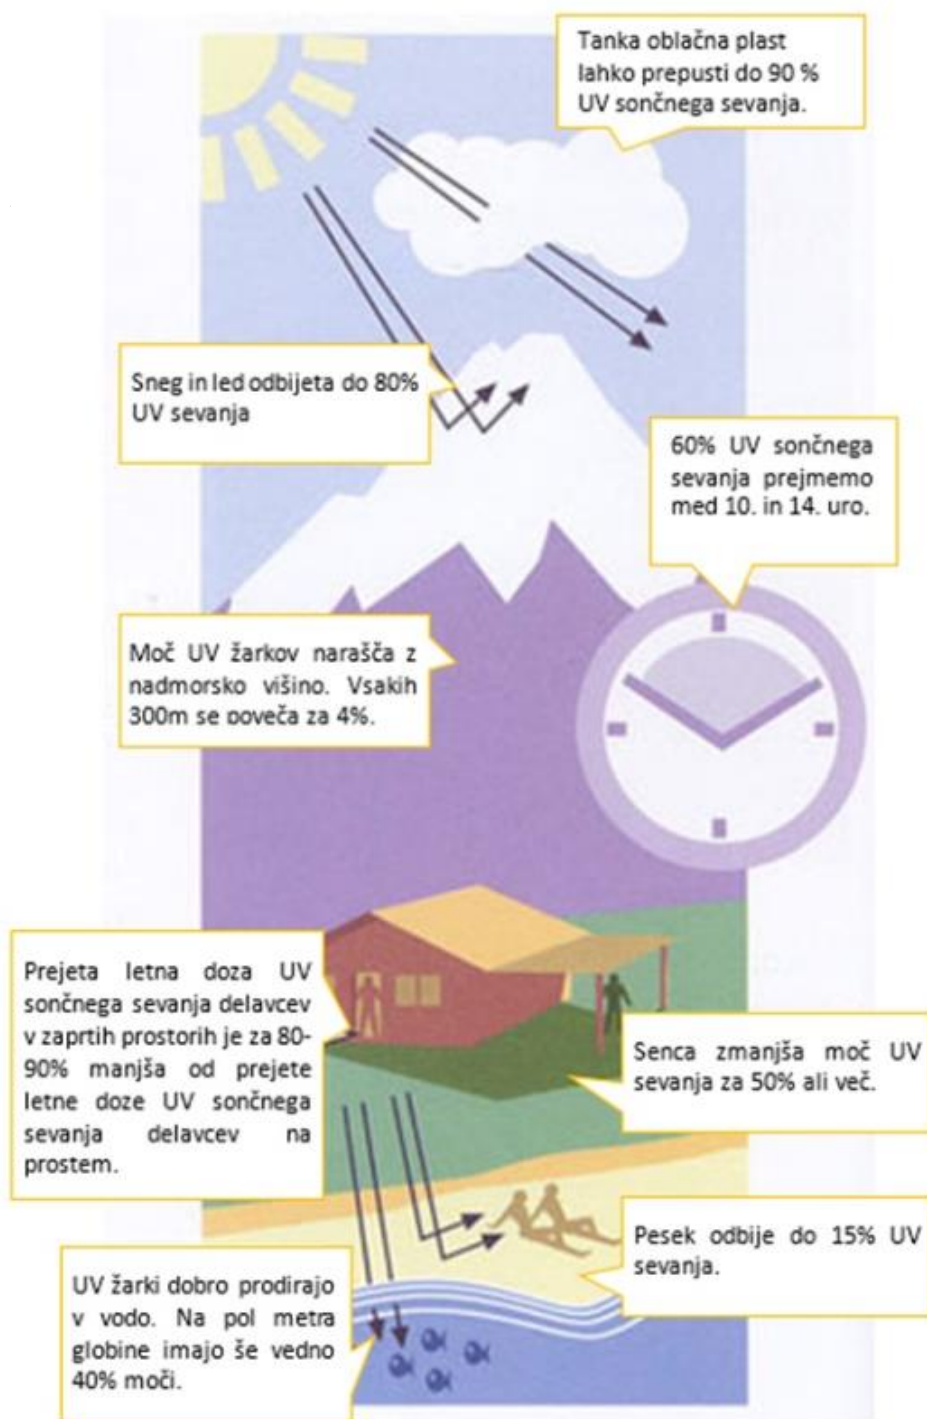 Tanka oblačna plast
lahko prepusti do 90 %
UV sončnega sevanja.
Sneg in led odbijeta do 80%
UV sevanja
60% UV sončnega
sevanja prejmemo
med 10. in 14. uro.
Moč UV žarkov narašča z
nadmorsko višino. Vsakih
300m se poveča za 4%.
Prejeta letna doza UV
sončnega sevanja delavcev
v zaprtih prostorih je za 80-
90% manjša od prejete
letne doze UV sončnega
sevanja delavcev na
prostem.
Senca zmanjša moč UV
sevanja za 50% ali več.
Pesek odbije do 15% UV
sevanja.
UV žarki dobro prodirajo
v vodo. Na pol metra
globine imajo še vedno
40% moči.